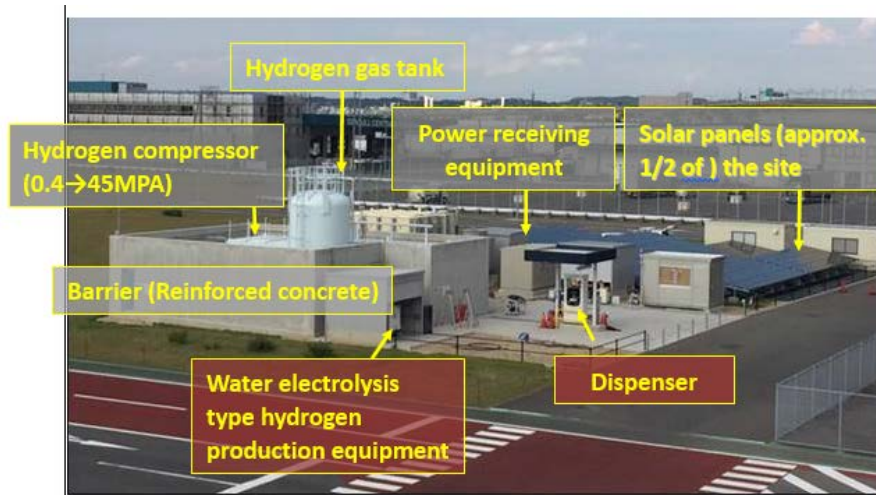 Hydrogen gas tank
Hydrogen compressor
(0.4→45MPA)
Power receiving
equipment
Solar panels (approx.
1/2 of ) the site
Barrier (Reinforced concrete)
Water electrolysis
type hydrogen
production equipment
Dispenser